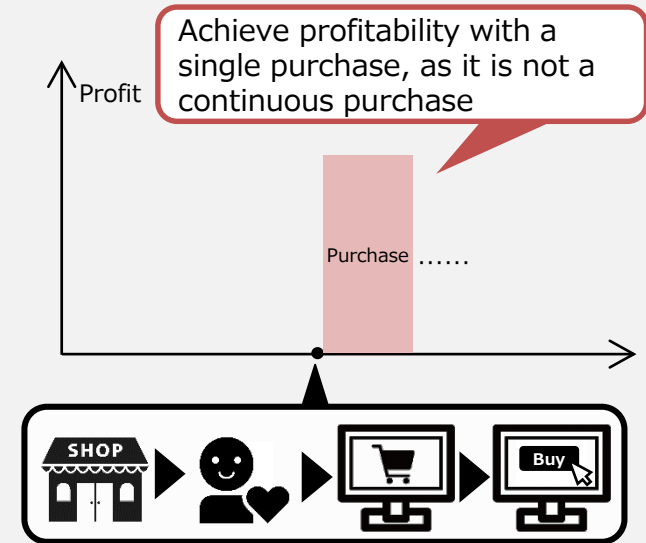 Achieve profitability with a
single purchase, as it is not a
continuous purchase
Profit
Purchase ......
SHOP
Buy